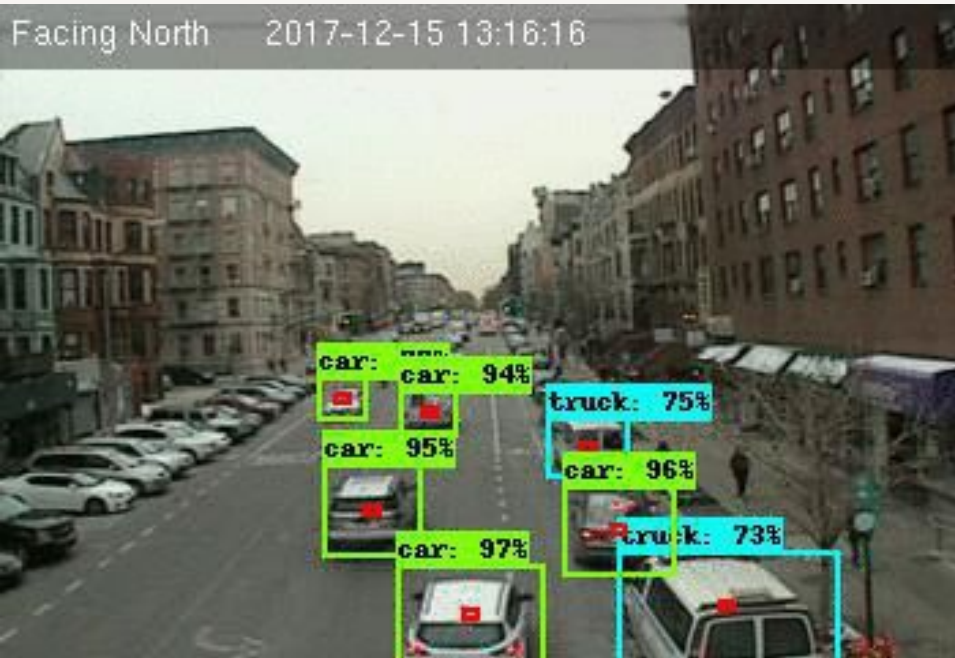 Facing North 2017-12-15 13:16:16
car:
car: 94%
truck: 75%
car: 95%
car: 96%
truck: 73%
car: 97%